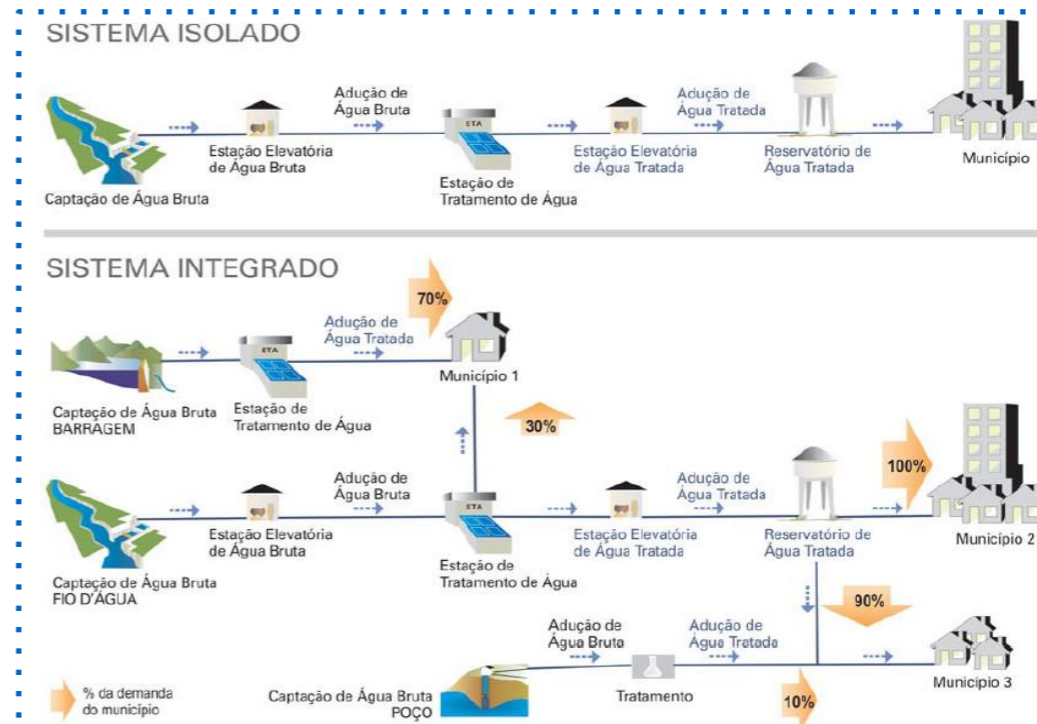 SISTEMA ISOLADO
Adução de
Água Bruta
Adução de
Água Tratada
ETA
Captação de Água Bruta
Estação Elevatória
de Água Bruta
Estação de
Tratamento de Água
Estação Elevatória
de Água Tratada
Reservatório de
Água Tratada
Município
SISTEMA INTEGRADO
70%
Adução de
Água Tratada
ETA
Município 1
Captação de Água Bruta
BARRAGEM
Estação de
Tratamento de Água
30%
Adução de
Água Bruta
Adução de
Água Tratada
100%
ETA
Captação de Água Bruta
FIO D'ÁGUA
Estação Elevatória
de Água Bruta
Estação de
Tratamento de Água
Estação Elevatória
de Água Tratada
Reservatório de
Água Tratada
Município 2
90%
Adução de
Água Bruta
Adução de
Água Tratada
% da demanda
do município
Captação de Água Bruta
POÇO
Tratamento
10%
Município 3